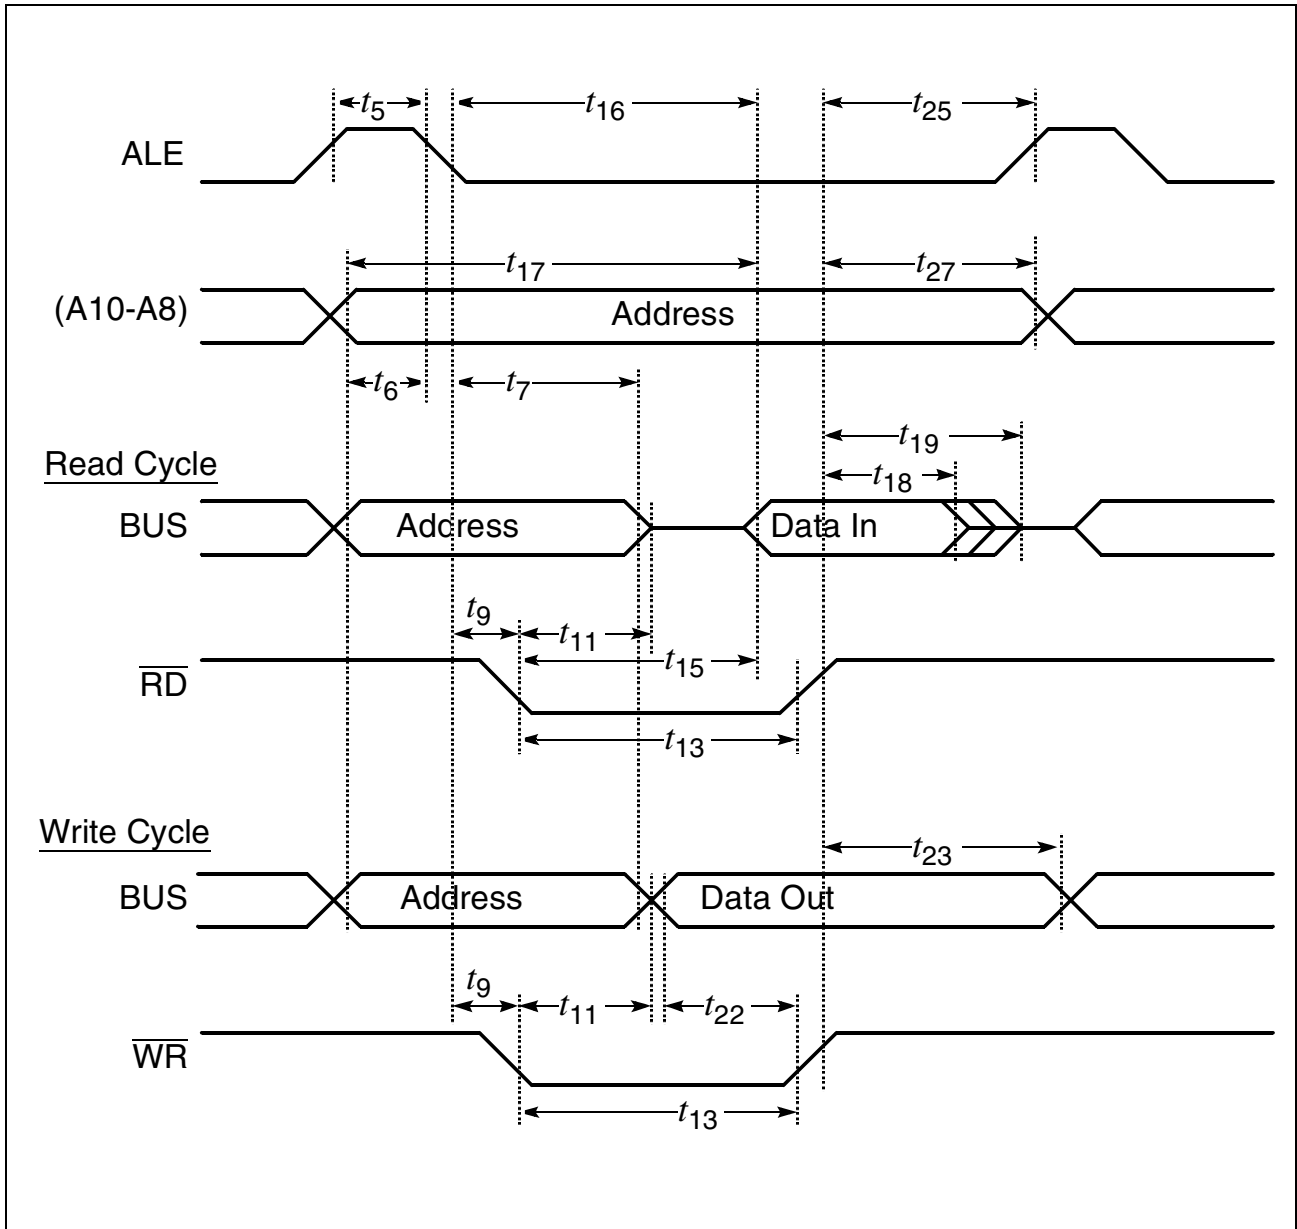 t5 t16 t25
ALE
t17 t27
(A10-A8) Address
t6 t7
t19
Read Cycle
t18
BUS Address Data In
t9
t11
t15
RD
t13
Write Cycle
t23
BUS Address Data Out
t9
t11 t22
WR
t13